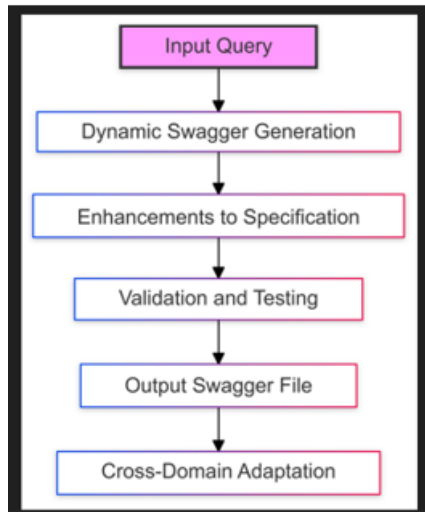 Input Query
Dynamic Swagger Generation
Enhancements to Specification
Validation and Testing
Output Swagger File
Cross-Domain Adaptation